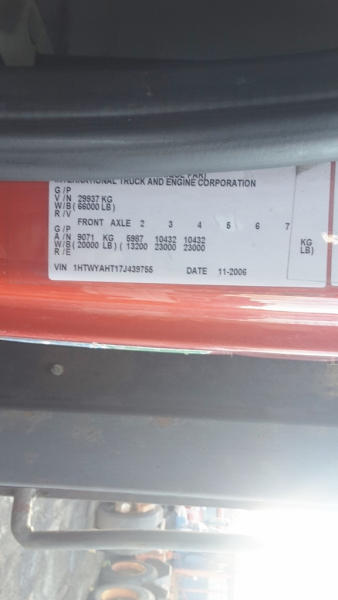 INTERNATIONAL TRUCK AND ENGINE CORPORATION
G/P
V/N 29937 KG
W/B (66000 LB)
R/V
FRONT AXLE 2 3 4 5 6 7
G/P
A/N 9071 KG 5987 10432 10432
W/B (20000 LB) (13200 23000 23000
R/E
KG
LB)
VIN 1HTWYAHT17J439755 DATE 11-2006